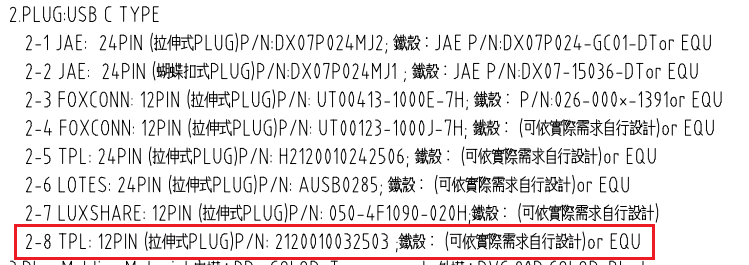 2.PLUG:USB C TYPE
2-1 JAE: 24PIN (拉伸式PLUG)P/N:DX07P024MJ2; 鐵殼：JAE P/N:DX07P024-GC01-DTor EQU
2-2 JAE: 24PIN (蝴蝶扣式PLUG)P/N:DX07P024MJ1 ; 鐵殼：JAE P/N:DX07-15036-DTor EQU
2-3 FOXCONN: 12PIN (拉伸式PLUG)P/N: UT00413-1000E-7H; 鐵殼： P/N:026-000×-1391or EQU
2-4 FOXCONN: 12PIN (拉伸式PLUG)P/N: UT00123-1000J-7H; 鐵殼： (可依實際需求自行設計)or EQU
2-5 TPL: 24PIN (拉伸式PLUG)P/N: H2120010242506; 鐵殼： (可依實際需求自行設計)or EQU
2-6 LOTES: 24PIN (拉伸式PLUG)P/N: AUSB0285; 鐵殼： (可依實際需求自行設計)or EQU
2-7 LUXSHARE: 12PIN (拉伸式PLUG)P/N: 050-4F1090-020H;鐵殼： (可依實際需求自行設計)
2-8 TPL: 12PIN (拉伸式PLUG)P/N: 2120010032503 ;鐵殼： (可依實際需求自行設計)or EQU